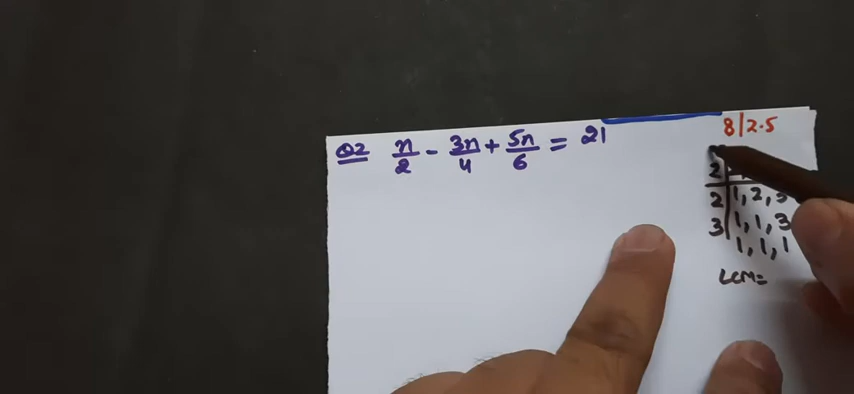 Q2 n/2 - 3n/4 + 5n/6 = 21
8|2.5
2
2 | 1, 2, 3
3 | 1, 1, 3
1, 1, 1
LCM=